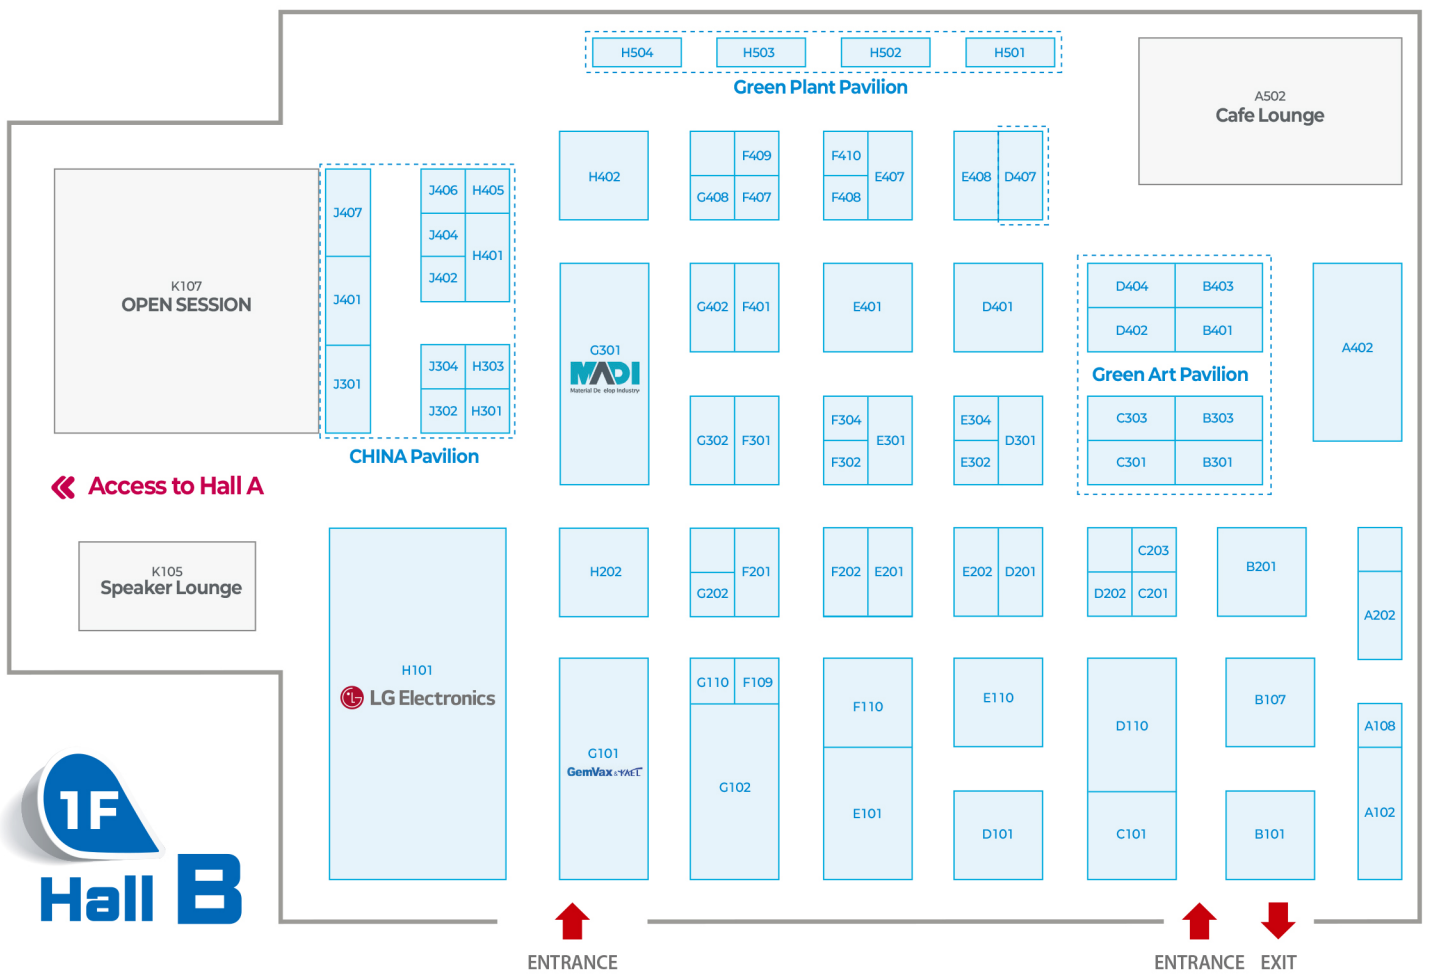 H504 H503 H502 H501
Green Plant Pavilion
A502
Cafe Lounge
H402
F409
G408 F407
F410
F408
E407
E408 D407
J407
J401
J301
J406 H405
J404
H401
J402
J304 H303
J302 H301
CHINA Pavilion
K107
OPEN SESSION
G301
MADI
Material De elop Industry
G402 F401
E401
D401
D404 B403
D402 B401
Green Art Pavilion
C303 B303
C301 B301
A402
G302 F301
F304
F302
E301
E304
E302
D301
Access to Hall A
K105
Speaker Lounge
H101
LG Electronics
H202
G202
F201
F202 E201
E202 D201
C203
D202 C201
B201
A202
G101
GemVax & KAEL
G110 F109
G102
F110
E101
E110
D101
D110
C101
B107
B101
A108
A102
1F
Hall B
ENTRANCE
ENTRANCE EXIT